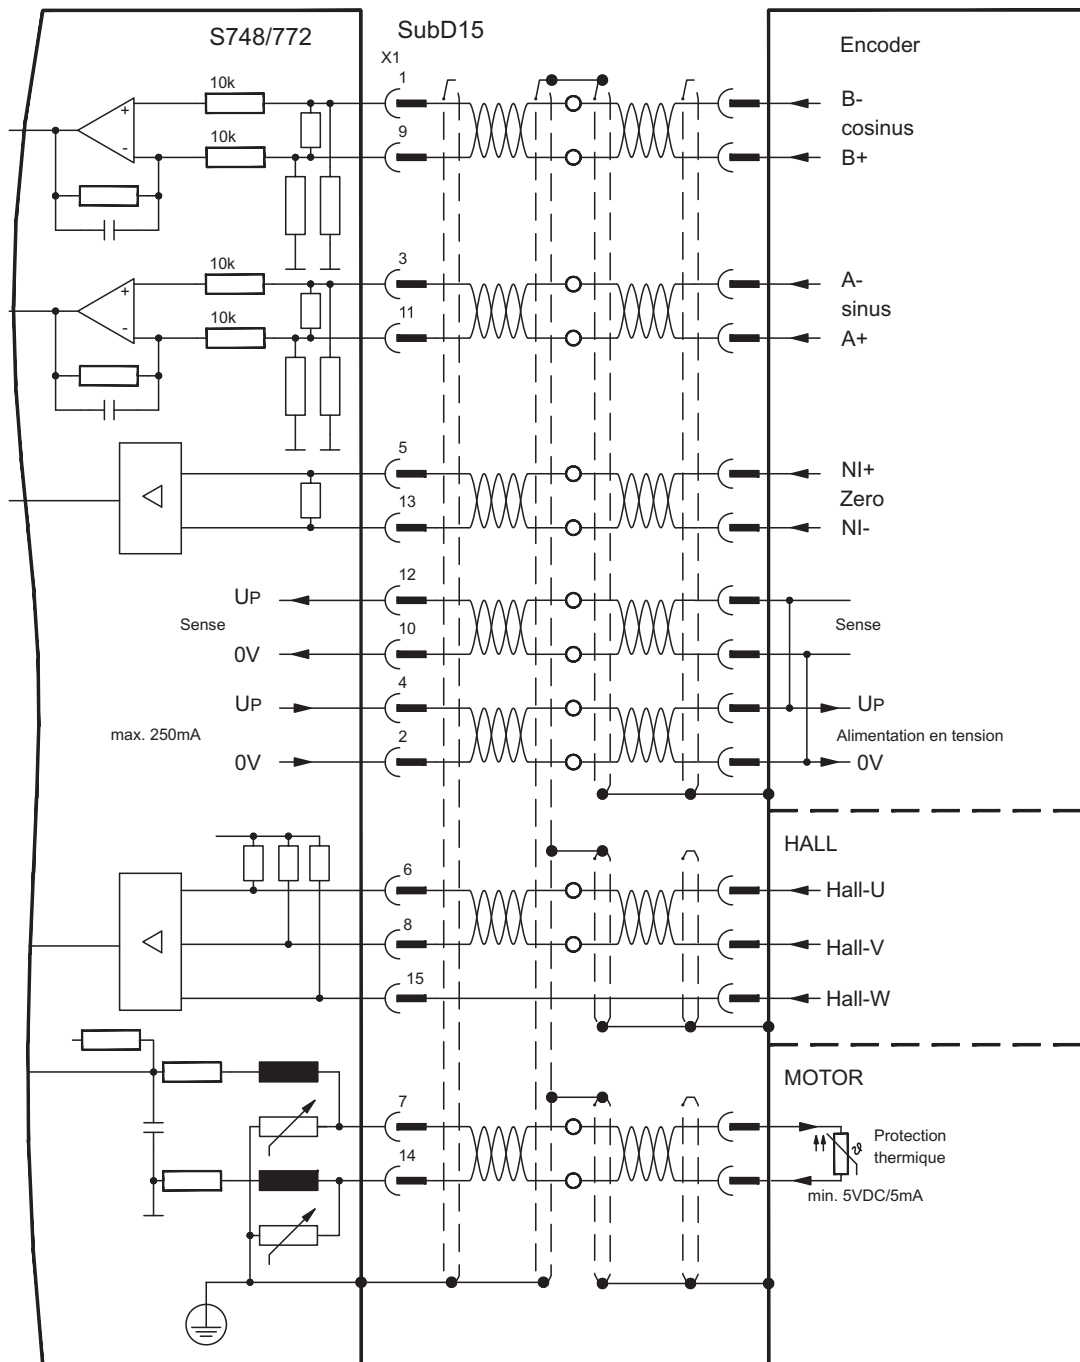 S748/772
SubD15
Encoder
X1
1
10k
B-
cosinus
9
10k
B+
3
10k
A-
sinus
11
10k
A+
5
NI+
Zero
13
NI-
12
UP
Sense
Sense
10
0V
4
UP
UP
max. 250mA
Alimentation en tension
2
0V
0V
HALL
6
Hall-U
8
Hall-V
15
Hall-W
MOTOR
7
Protection
thermique
ϑ
14
min. 5VDC/5mA